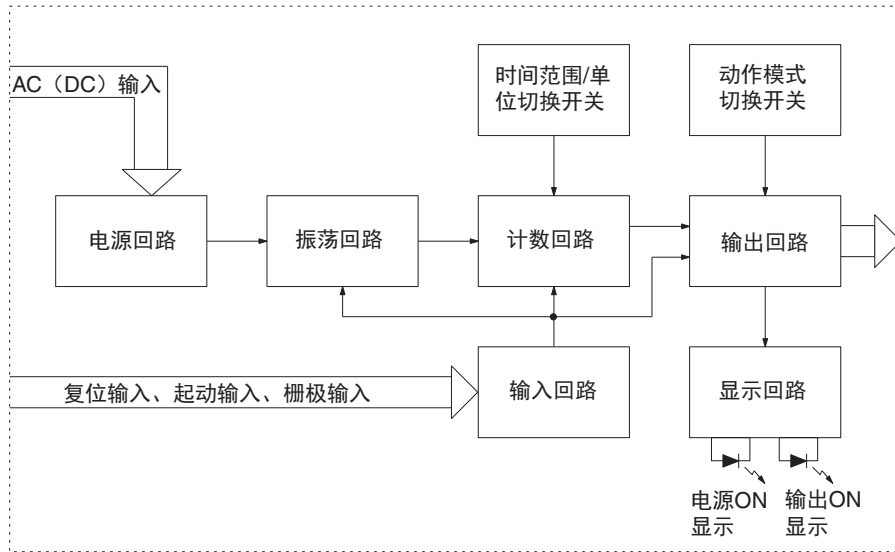 AC（DC）输入
时间范围/单
位切换开关
动作模式
切换开关
电源回路
振荡回路
计数回路
输出回路
复位输入、起动输入、栅极输入
输入回路
显示回路
电源ON
显示
输出ON
显示